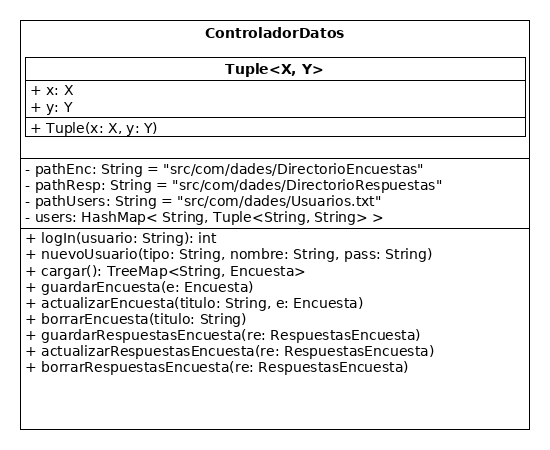 ControladorDatos
Tuple<X, Y>
+ x: X
+ y: Y
+ Tuple(x: X, y: Y)
- pathEnc: String = "src/com/dades/DirectorioEncuestas"
- pathResp: String = "src/com/dades/DirectorioRespuestas"
- pathUsers: String = "src/com/dades/Usuarios.txt"
- users: HashMap< String, Tuple<String, String> >
+ logIn(usuario: String): int
+ nuevoUsuario(tipo: String, nombre: String, pass: String)
+ cargar(): TreeMap<String, Encuesta>
+ guardarEncuesta(e: Encuesta)
+ actualizarEncuesta(titulo: String, e: Encuesta)
+ borrarEncuesta(titulo: String)
+ guardarRespuestasEncuesta(re: RespuestasEncuesta)
+ actualizarRespuestasEncuesta(re: RespuestasEncuesta)
+ borrarRespuestasEncuesta(re: RespuestasEncuesta)